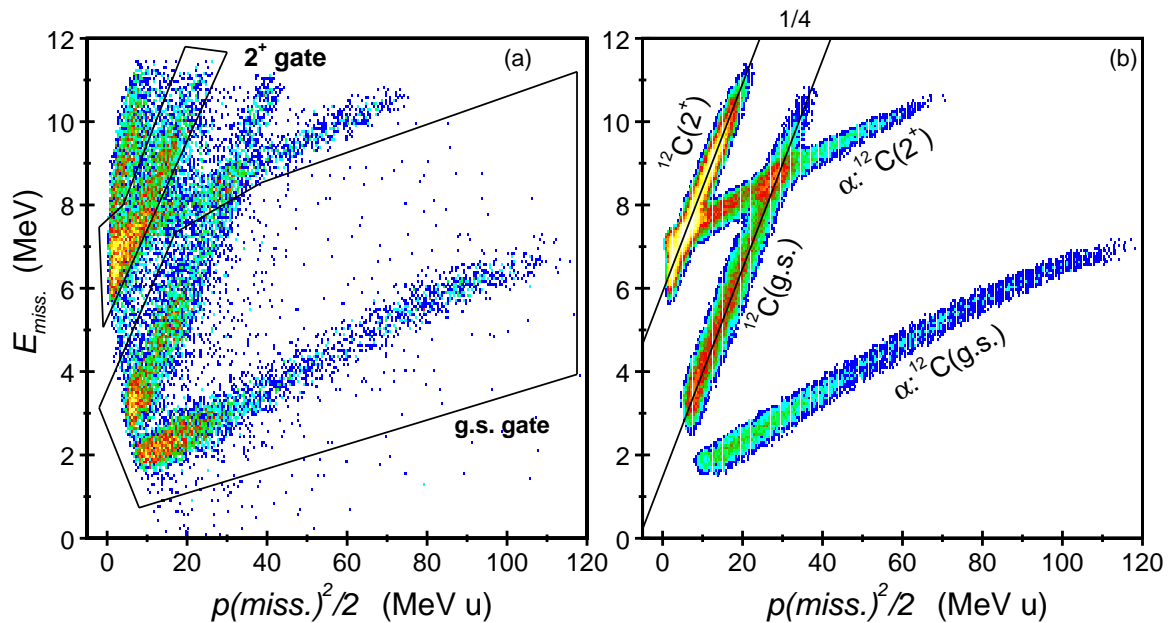 1/4
12
10
8
6
4
2
0
E_miss. (MeV)
2⁺ gate
(a)
g.s. gate
0 20 40 60 80 100 120
p(miss.)²/2 (MeV u)
12
10
8
6
4
2
0
(b)
¹²C(2⁺)
α:¹²C(2⁺)
¹²C(g.s.)
α:¹²C(g.s.)
0 20 40 60 80 100 120
p(miss.)²/2 (MeV u)